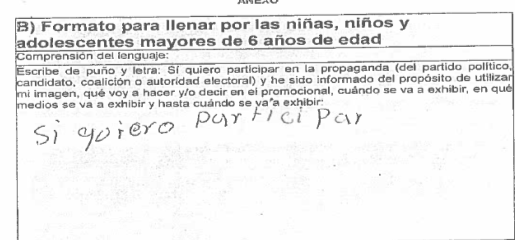 ANEXO
B) Formato para llenar por las niñas, niños y
adolescentes mayores de 6 años de edad
Comprensión del lenguaje:
Escribe de puño y letra: Sí quiero participar en la propaganda (del partido político,
candidato, coalición o autoridad electoral) y he sido informado del propósito de utilizar
mi imagen, qué voy a hacer y/o decir en el promocional, cuándo se va a exhibir, en qué
medios se va a exhibir y hasta cuándo se va a exhibir:
Si quiero participar